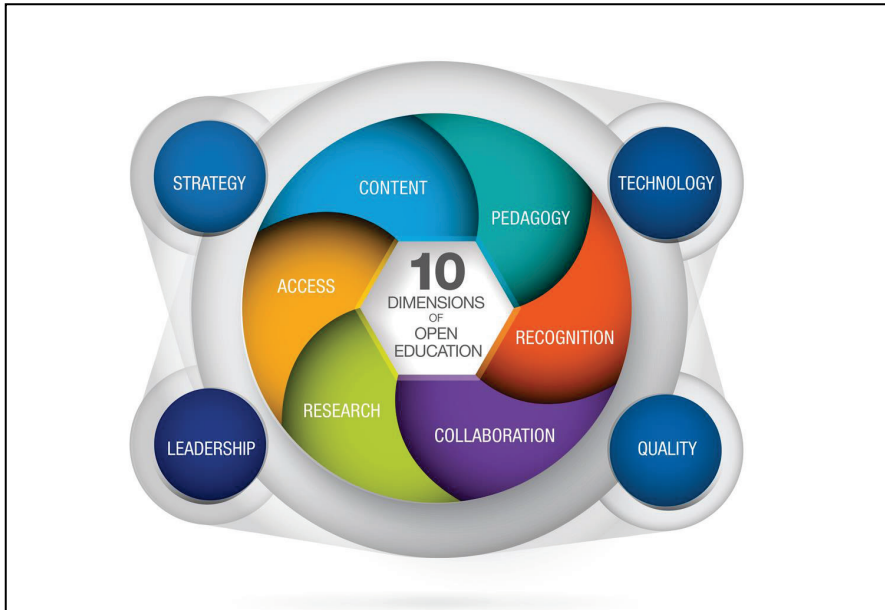 STRATEGY
TECHNOLOGY
CONTENT
PEDAGOGY
ACCESS
10
DIMENSIONS
OF
OPEN
EDUCATION
RECOGNITION
RESEARCH
COLLABORATION
LEADERSHIP
QUALITY